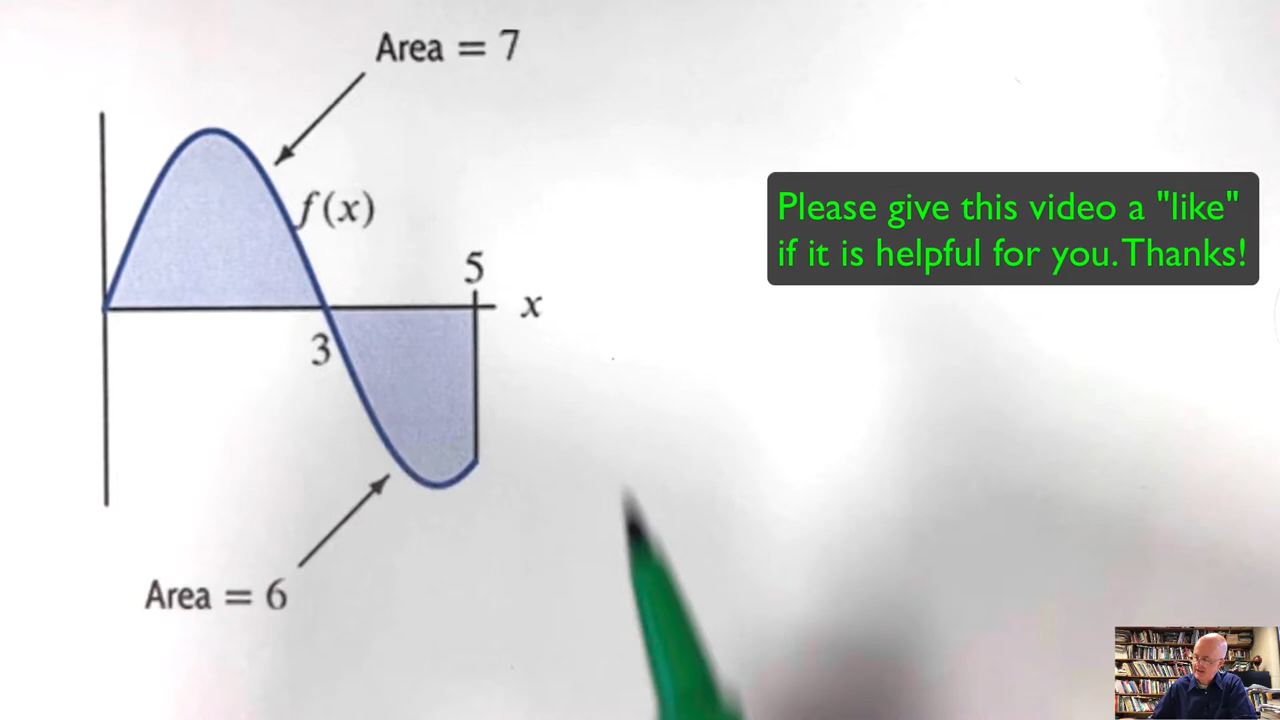 Area = 7
f(x)
5
x
3
Area = 6
Please give this video a "like"
if it is helpful for you. Thanks!